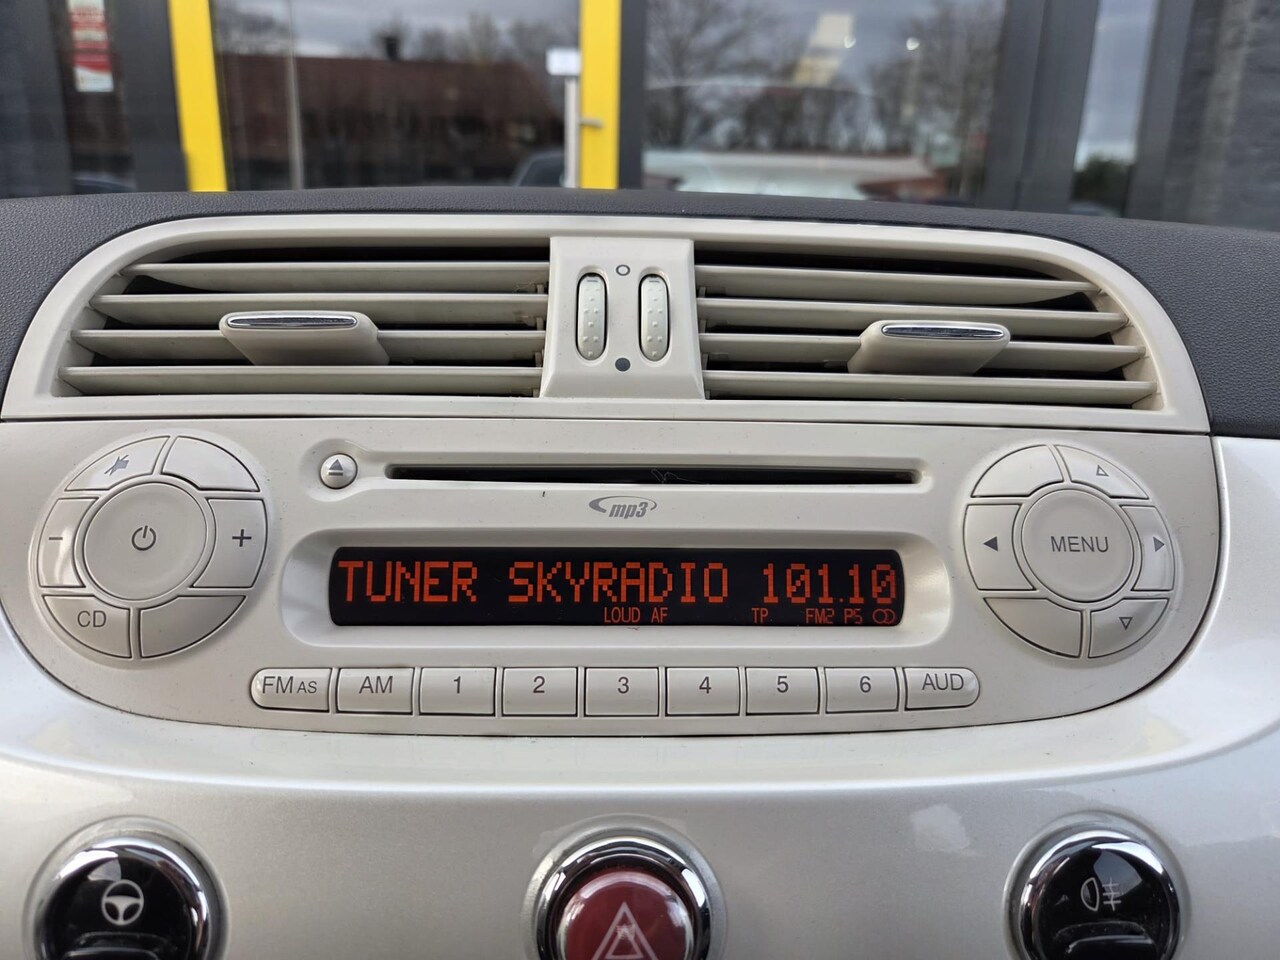 mp3
TUNER SKYRADIO 101.10
LOUD AF TP FM2 P5
CD
MENU
FM AS AM 1 2 3 4 5 6 AUD